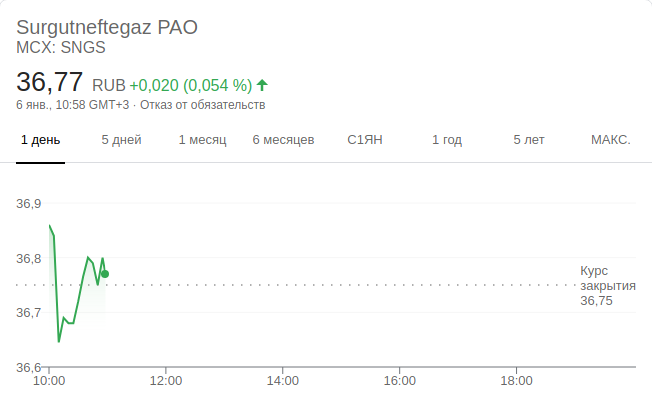 Surgutneftegaz PAO
MCX: SNGS
36,77 RUB +0,020 (0,054 %)
6 янв., 10:58 GMT+3 · Отказ от обязательств
1 день 5 дней 1 месяц 6 месяцев С1ЯН 1 год 5 лет МАКС.
36,9
36,8
36,7
36,6
Курс
закрытия
36,75
10:00 12:00 14:00 16:00 18:00